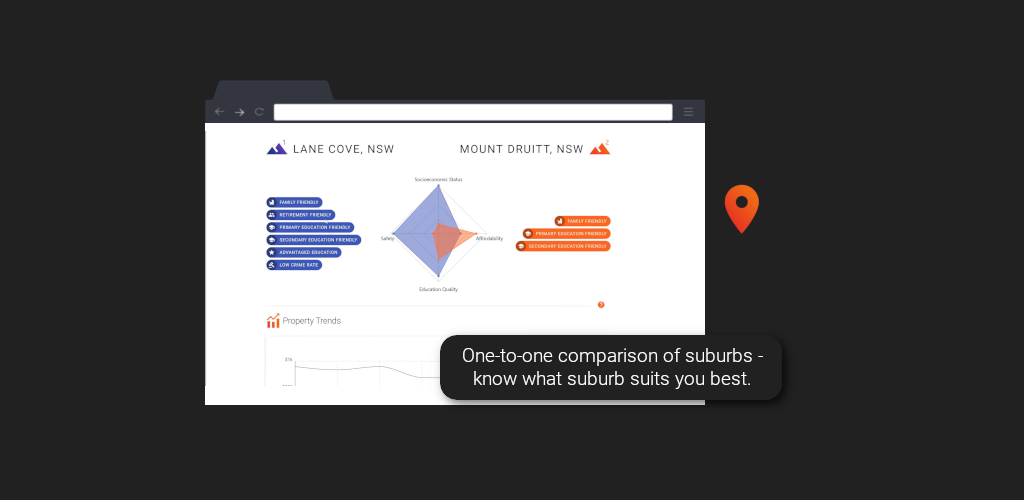 1
LANE COVE, NSW
MOUNT DRUITT, NSW
2
Socioeconomic Status
FAMILY FRIENDLY
RETIREMENT FRIENDLY
PRIMARY EDUCATION FRIENDLY
SECONDARY EDUCATION FRIENDLY
ADVANTAGED EDUCATION
LOW CRIME RATE
Safety
Affordability
FAMILY FRIENDLY
PRIMARY EDUCATION FRIENDLY
SECONDARY EDUCATION FRIENDLY
Education Quality
?
Property Trends
One-to-one comparison of suburbs -
know what suburb suits you best.